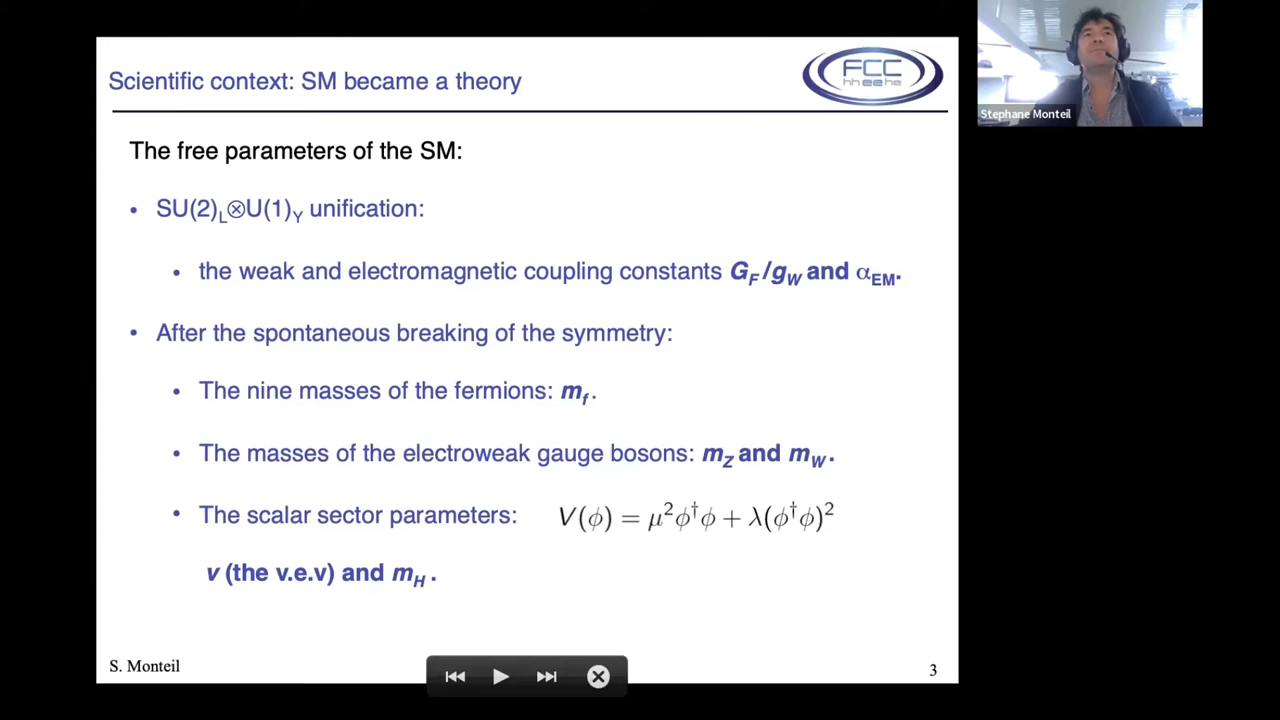 Scientific context: SM became a theory
FCC
hh ee he
Stephane Monteil
The free parameters of the SM:
• SU(2)L⊗U(1)Y unification:
• the weak and electromagnetic coupling constants GF/gW and αEM.
• After the spontaneous breaking of the symmetry:
• The nine masses of the fermions: mf.
• The masses of the electroweak gauge bosons: mZ and mW.
• The scalar sector parameters: V(ϕ) = μ²ϕ†ϕ + λ(ϕ†ϕ)²
v (the v.e.v) and mH.
S. Monteil
3